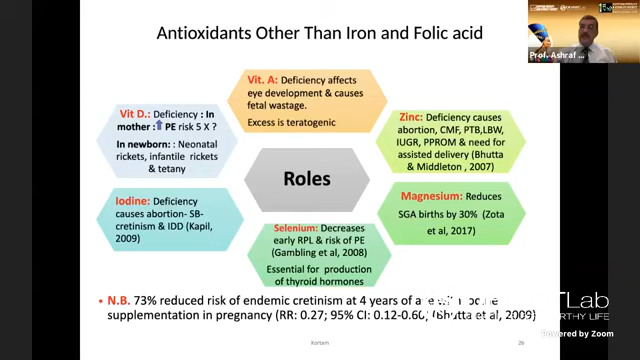 Antioxidants Other Than Iron and Folic acid
Prof. Ashraf ...
Vit. A: Deficiency affects
eye development & causes
fetal wastage.
Excess is teratogenic
Vit D.: Deficiency : In
mother : PE risk 5 X ?
In newborn: : Neonatal
rickets, infantile rickets
& tetany
Zinc: Deficiency causes
abortion, CMF, PTB,LBW,
IUGR, PPROM & need for
assisted delivery (Bhutta
& Middleton , 2007)
Roles
Iodine: Deficiency
causes abortion- SB-
cretinism & IDD (Kapil,
2009)
Magnesium: Reduces
SGA births by 30% (Zota
et al, 2017)
Selenium: Decreases
early RPL & risk of PE
(Gambling et al, 2008)
Essential for production
of thyroid hormones
• N.B. 73% reduced risk of endemic cretinism at 4 years of age with iodine
supplementation in pregnancy (RR: 0.27; 95% CI: 0.12-0.60, (Bhutta et al, 2009)
Lab
RTHY LIFE
Powered by Zoom
Kortam
26